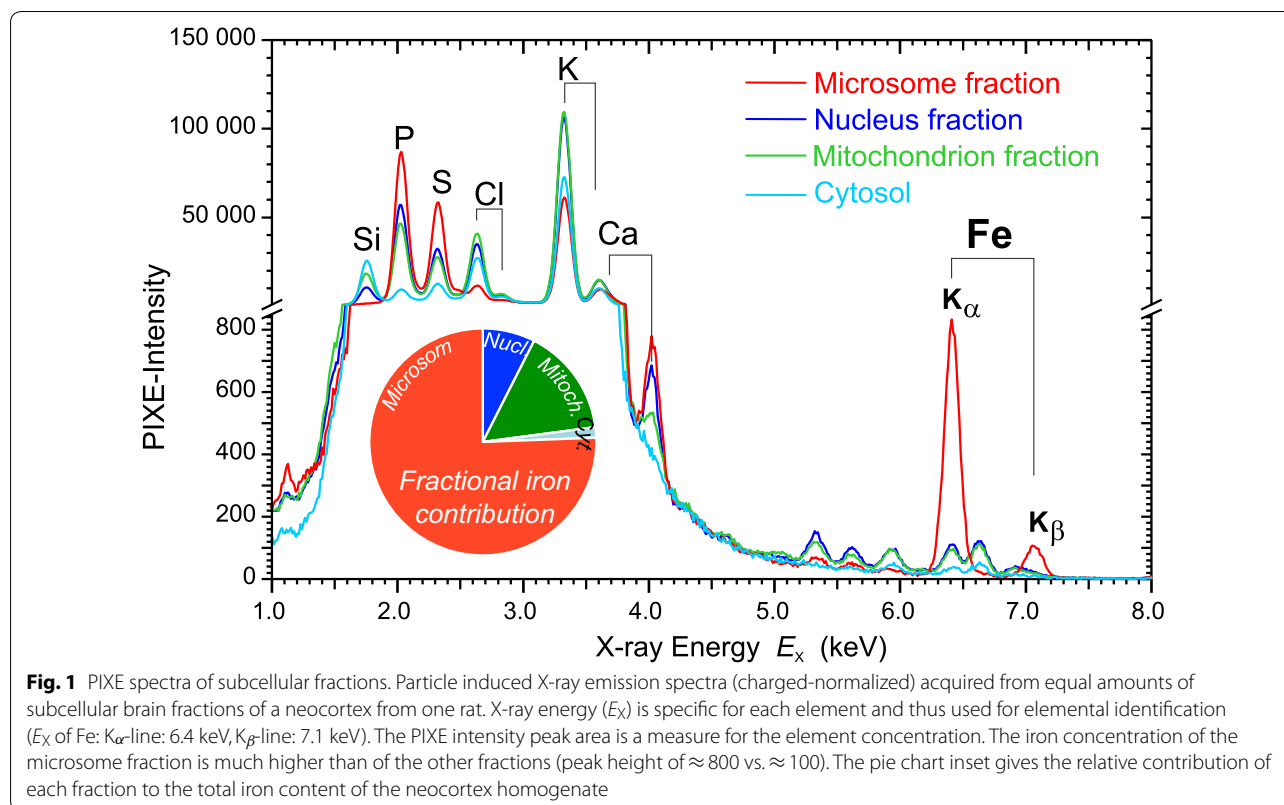 150 000
100 000
50 000
800
600
400
200
0
PIXE-Intensity
1.0 2.0 3.0 4.0 5.0 6.0 7.0 8.0
X-ray Energy Eₓ (keV)
Si
P
S
Cl
K
Ca
Fe
Kα
Kβ
Microsome fraction
Nucleus fraction
Mitochondrion fraction
Cytosol
Microsom
Nucl.
Mitoch.
Cyt.
Fractional iron
contribution
Fig. 1 PIXE spectra of subcellular fractions. Particle induced X-ray emission spectra (charged-normalized) acquired from equal amounts of
subcellular brain fractions of a neocortex from one rat. X-ray energy (E_X) is specific for each element and thus used for elemental identification
(E_X of Fe: Kα-line: 6.4 keV, Kβ-line: 7.1 keV). The PIXE intensity peak area is a measure for the element concentration. The iron concentration of the
microsome fraction is much higher than of the other fractions (peak height of ≈ 800 vs. ≈ 100). The pie chart inset gives the relative contribution of
each fraction to the total iron content of the neocortex homogenate